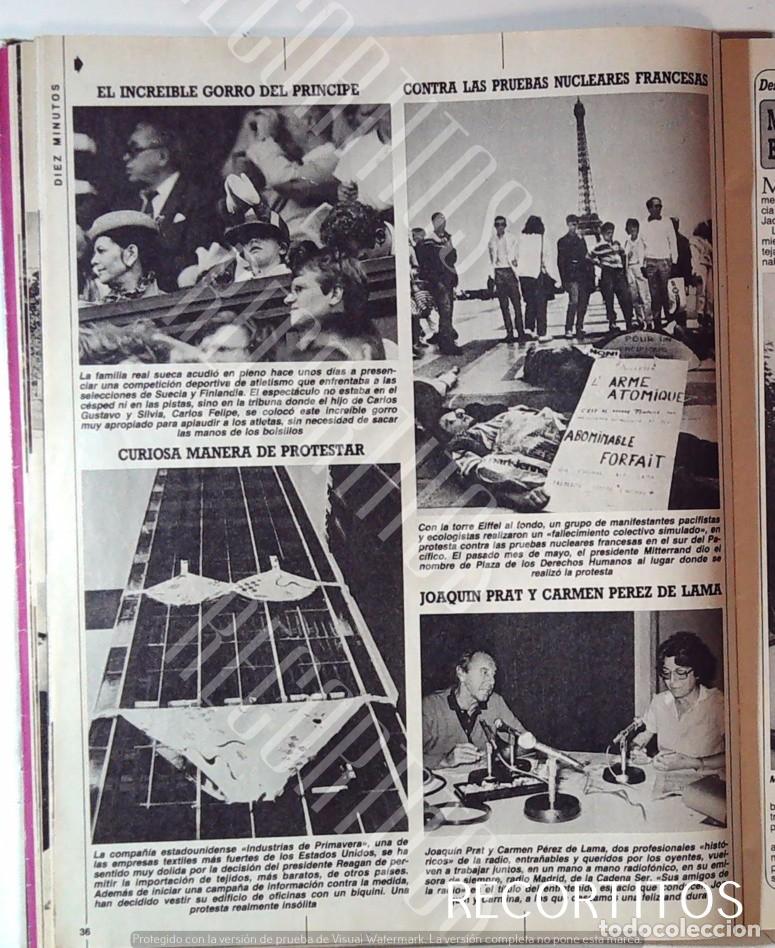 DIEZ MINUTOS
EL INCREIBLE GORRO DEL PRINCIPE
La familia real sueca acudió en pleno hace unos días a presen-
ciar una competición deportiva de atletismo que enfrentaba a las
selecciones de Suecia y Finlandia. El espectáculo no estaba en el
césped ni en las pistas, sino en la tribuna donde el hijo de Carlos
Gustavo y Silvia, Carlos Felipe, se colocó este increíble gorro
muy apropiado para aplaudir a los atletas, sin necesidad de sacar
las manos de los bolsillos
CURIOSA MANERA DE PROTESTAR
La compañía estadounidense «Industrias de Primavera», una de
las empresas textiles más fuertes de los Estados Unidos, se ha
sentido muy dolida por la decisión del presidente Reagan de per-
mitir la importación de tejidos, más baratos, de otros países.
Además de iniciar una campaña de información contra la medida,
han decidido vestir su edificio de oficinas con un biquini. Una
protesta realmente insólita
36
CONTRA LAS PRUEBAS NUCLEARES FRANCESAS
POUR UN
NON!
L'ARME
ATOMIQUE
ABOMINABLE
FORFAIT
Con la torre Eiffel al fondo, un grupo de manifestantes pacifistas
y ecologistas realizaron un «fallecimiento colectivo simulado», en
protesta contra las pruebas nucleares francesas en el sur del Pa-
cífico. El pasado mes de mayo, el presidente Mitterrand dio el
nombre de Plaza de los Derechos Humanos al lugar donde se
realizó la protesta
JOAQUIN PRAT Y CARMEN PEREZ DE LAMA
Joaquín Prat y Carmen Pérez de Lama, dos profesionales «histó-
ricos» de la radio, entrañables y queridos por los oyentes, vuel-
ven a trabajar juntos, en un mano a mano radiofónico, en su emi-
sora de siempre, radio Madrid, de la Cadena Ser. «Sus amigos de
la
RECORTITOS
todocoleccion
Protegido con la versión de prueba de Visual Watermark. La versión completa no pone esta marca.